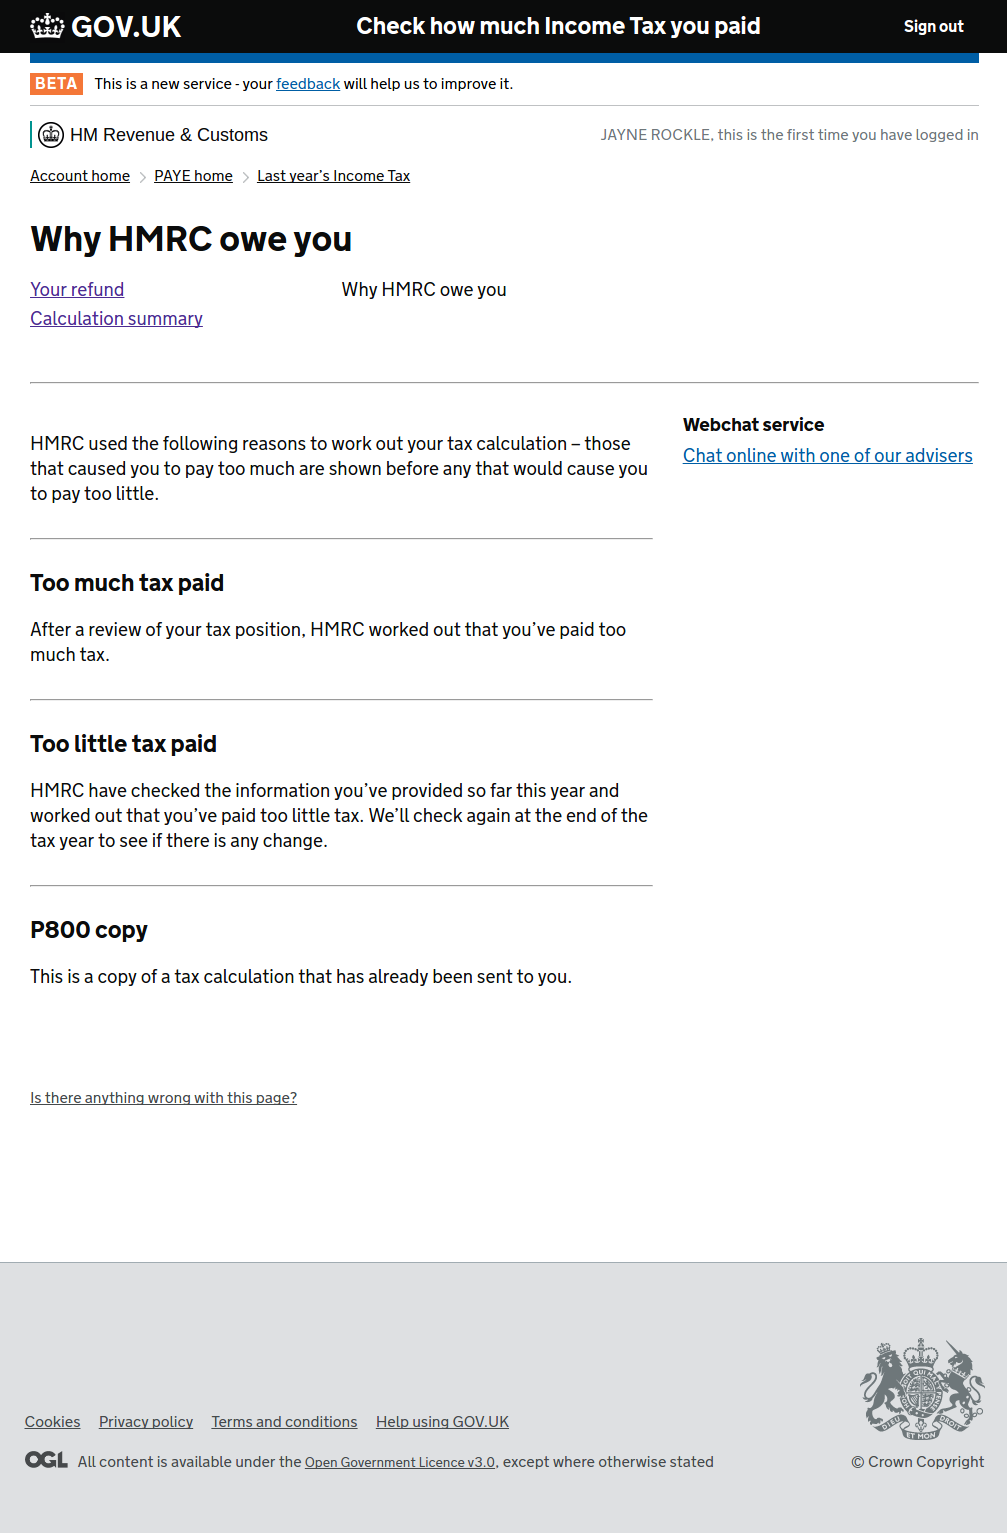 GOV.UK Check how much Income Tax you paid Sign out
BETA This is a new service - your feedback will help us to improve it.
HM Revenue & Customs JAYNE ROCKLE, this is the first time you have logged in
Account home PAYE home Last year's Income Tax
Why HMRC owe you
Your refund Why HMRC owe you
Calculation summary
HMRC used the following reasons to work out your tax calculation – those
that caused you to pay too much are shown before any that would cause you
to pay too little.
Webchat service
Chat online with one of our advisers
Too much tax paid
After a review of your tax position, HMRC worked out that you've paid too
much tax.
Too little tax paid
HMRC have checked the information you've provided so far this year and
worked out that you've paid too little tax. We'll check again at the end of the
tax year to see if there is any change.
P800 copy
This is a copy of a tax calculation that has already been sent to you.
Is there anything wrong with this page?
Cookies Privacy policy Terms and conditions Help using GOV.UK
OGL All content is available under the Open Government Licence v3.0, except where otherwise stated
DIEU ET MON DROIT
© Crown Copyright